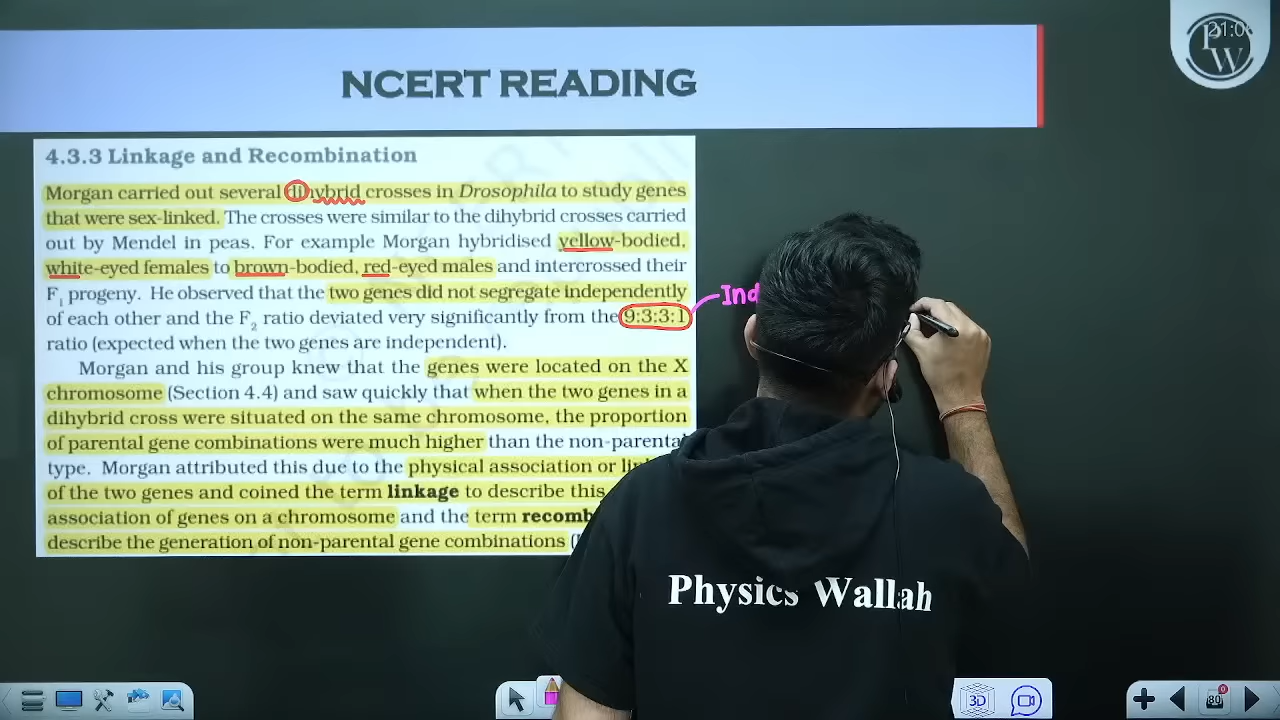 NCERT READING
4.3.3 Linkage and Recombination
Morgan carried out several dihybrid crosses in Drosophila to study genes
that were sex-linked. The crosses were similar to the dihybrid crosses carried
out by Mendel in peas. For example Morgan hybridised yellow-bodied,
white-eyed females to brown-bodied, red-eyed males and intercrossed their
F1 progeny. He observed that the two genes did not segregate independently
of each other and the F2 ratio deviated very significantly from the 9:3:3:1
ratio (expected when the two genes are independent).
Ind
Morgan and his group knew that the genes were located on the X
chromosome (Section 4.4) and saw quickly that when the two genes in a
dihybrid cross were situated on the same chromosome, the proportion
of parental gene combinations were much higher than the non-parental
type. Morgan attributed this due to the physical association or
of the two genes and coined the term linkage to describe this
association of genes on a chromosome and the term recomb
describe the generation of non-parental gene combinations
Physics Wallah
PW
21:0
3D
80